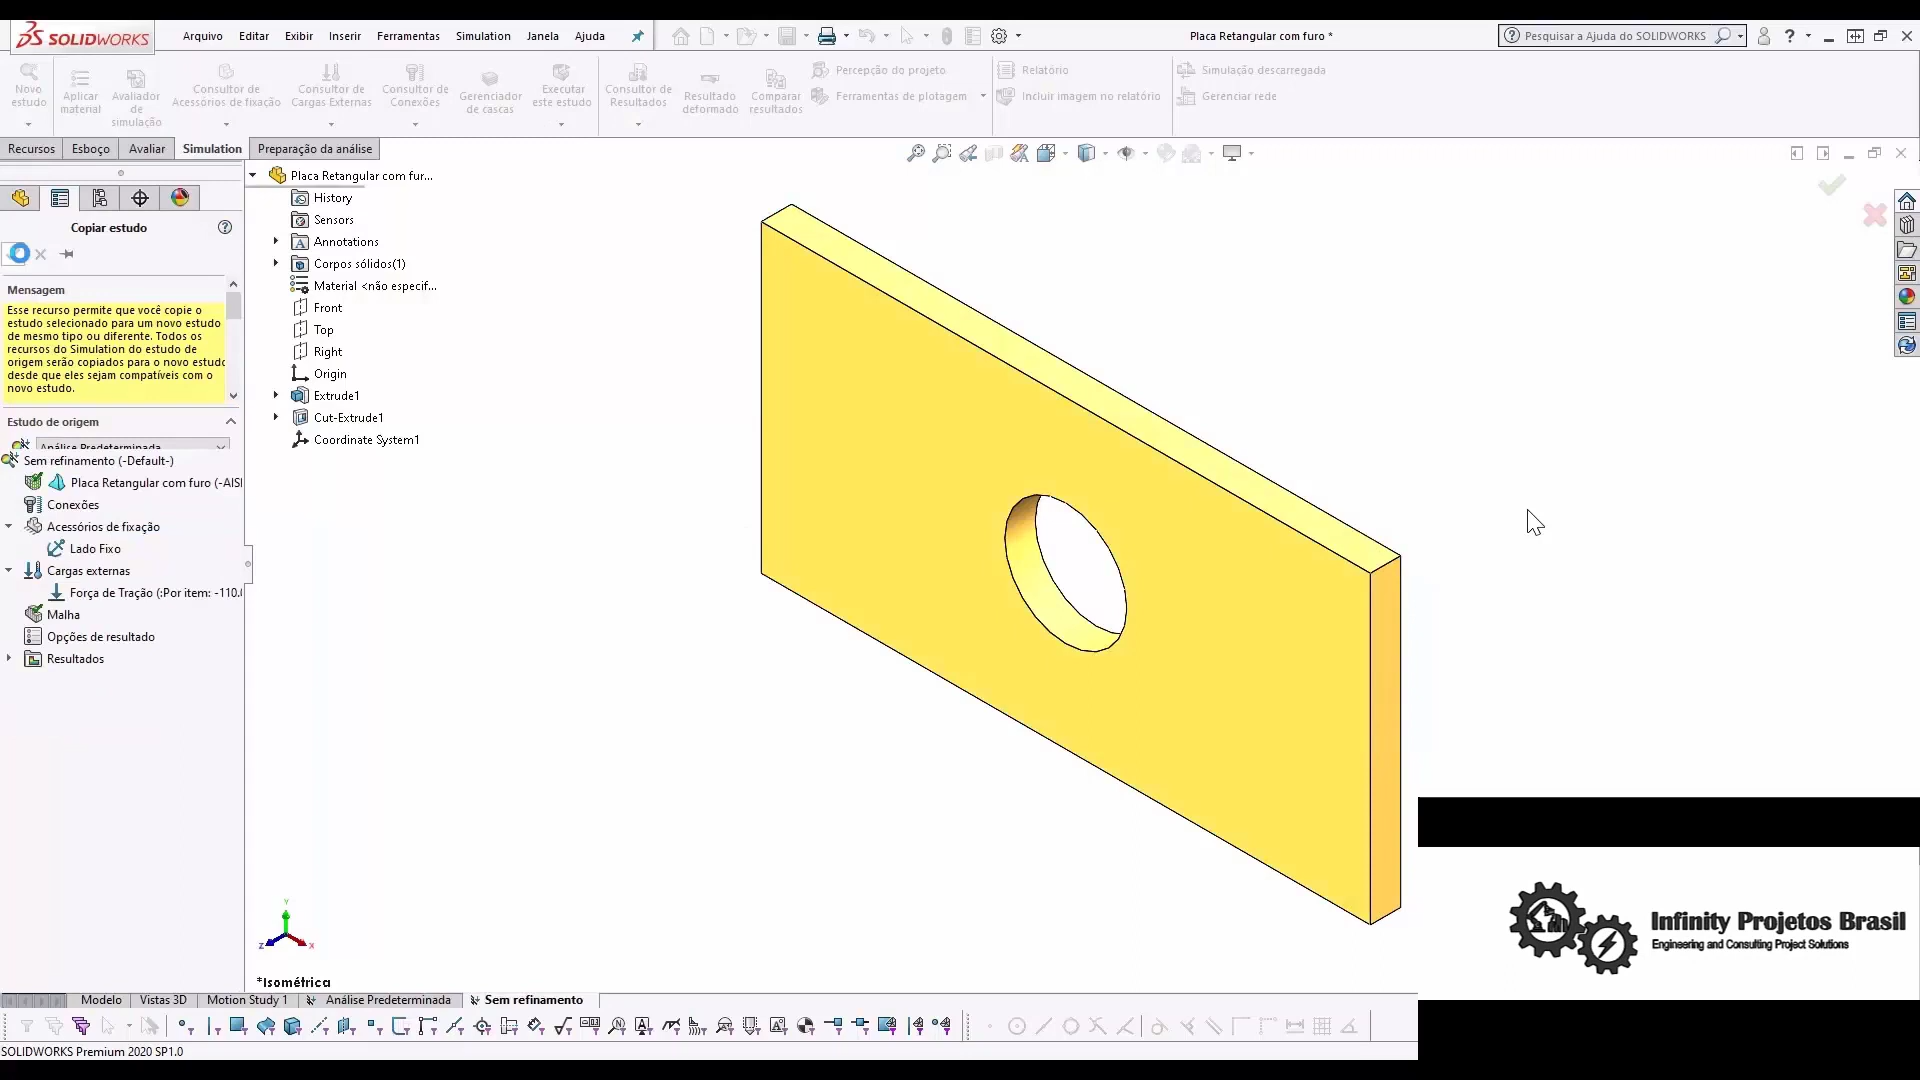 SOLIDWORKS
Arquivo Editar Exibir Inserir Ferramentas Simulation Janela Ajuda
Placa Retangular com furo *
Pesquisar a Ajuda do SOLIDWORKS
Novo estudo
Aplicar material
Avaliador de simulação
Consultor de Acessórios de fixação
Consultor de Cargas Externas
Consultor de Conexões
Gerenciador de cascas
Executar este estudo
Consultor de Resultados
Resultado deformado
Comparar resultados
Percepção do projeto
Ferramentas de plotagem
Relatório
Incluir imagem no relatório
Simulação descarregada
Gerenciar rede
Recursos Esboço Avaliar Simulation Preparação da análise
Copiar estudo
Mensagem
Esse recurso permite que você copie o
estudo selecionado para um novo estudo
de mesmo tipo ou diferente. Todos os
recursos do Simulation do estudo de
origem serão copiados para o novo estudo
desde que eles sejam compatíveis com o
novo estudo.
Estudo de origem
Análise Predeterminada
Sem refinamento (-Default-)
Placa Retangular com furo (-AISI
Conexões
Acessórios de fixação
Lado Fixo
Cargas externas
Força de Tração (:Por item: -110.
Malha
Opções de resultado
Resultados
Placa Retangular com fur...
History
Sensors
Annotations
Corpos sólidos(1)
Material <não especif...
Front
Top
Right
Origin
Extrude1
Cut-Extrude1
Coordinate System1
Y
Z X
*Isométrica
Infinity Projetos Brasil
Engineering and Consulting Project Solutions
Modelo Vistas 3D Motion Study 1 Análise Predeterminada Sem refinamento
SOLIDWORKS Premium 2020 SP1.0